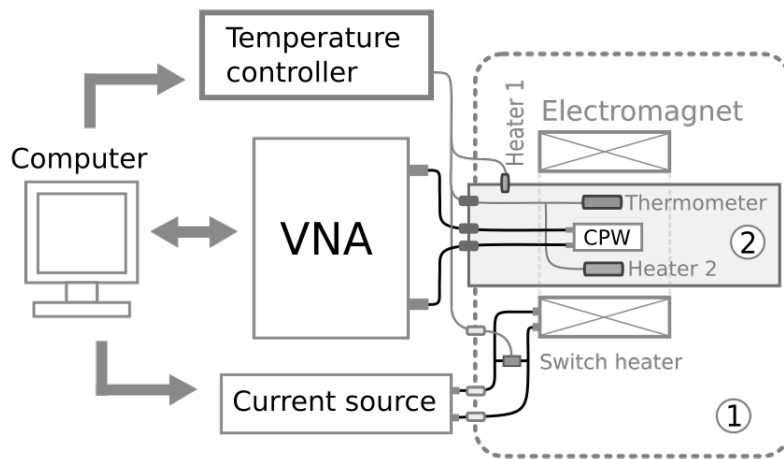 Temperature
controller
Computer
VNA
Current source
Heater 1
Electromagnet
Thermometer
CPW
2
Heater 2
Switch heater
1